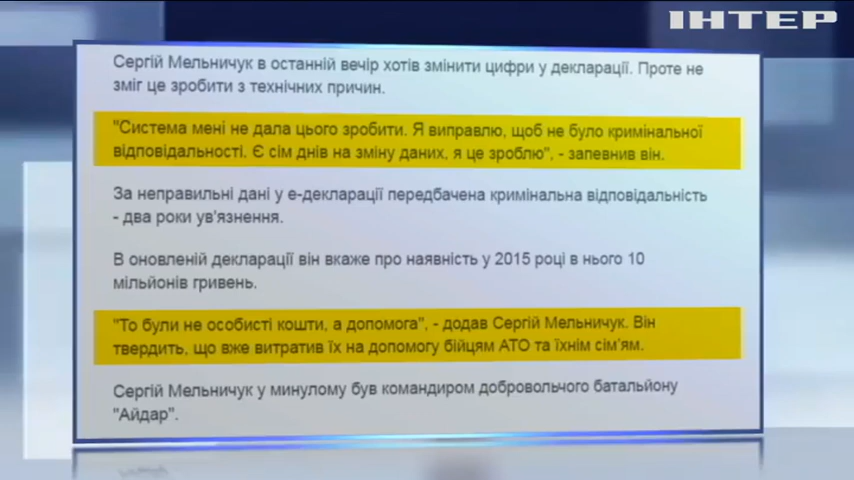 ІНТЕР
Сергій Мельничук в останній вечір хотів змінити цифри у декларації. Проте не
зміг це зробити з технічних причин.
"Система мені не дала цього зробити. Я виправлю, щоб не було кримінальної
відповідальності. Є сім днів на зміну даних, я це зроблю", - запевнив він.
За неправильні дані у е-декларації передбачена кримінальна відповідальність
- два роки ув'язнення.
В оновленій декларації він вкаже про наявність у 2015 році в нього 10
мільйонів гривень.
"То були не особисті кошти, а допомога", - додав Сергій Мельничук. Він
твердить, що вже витратив їх на допомогу бійцям АТО та їхнім сім'ям.
Сергій Мельничук у минулому був командиром добровольчого батальйону
"Айдар".